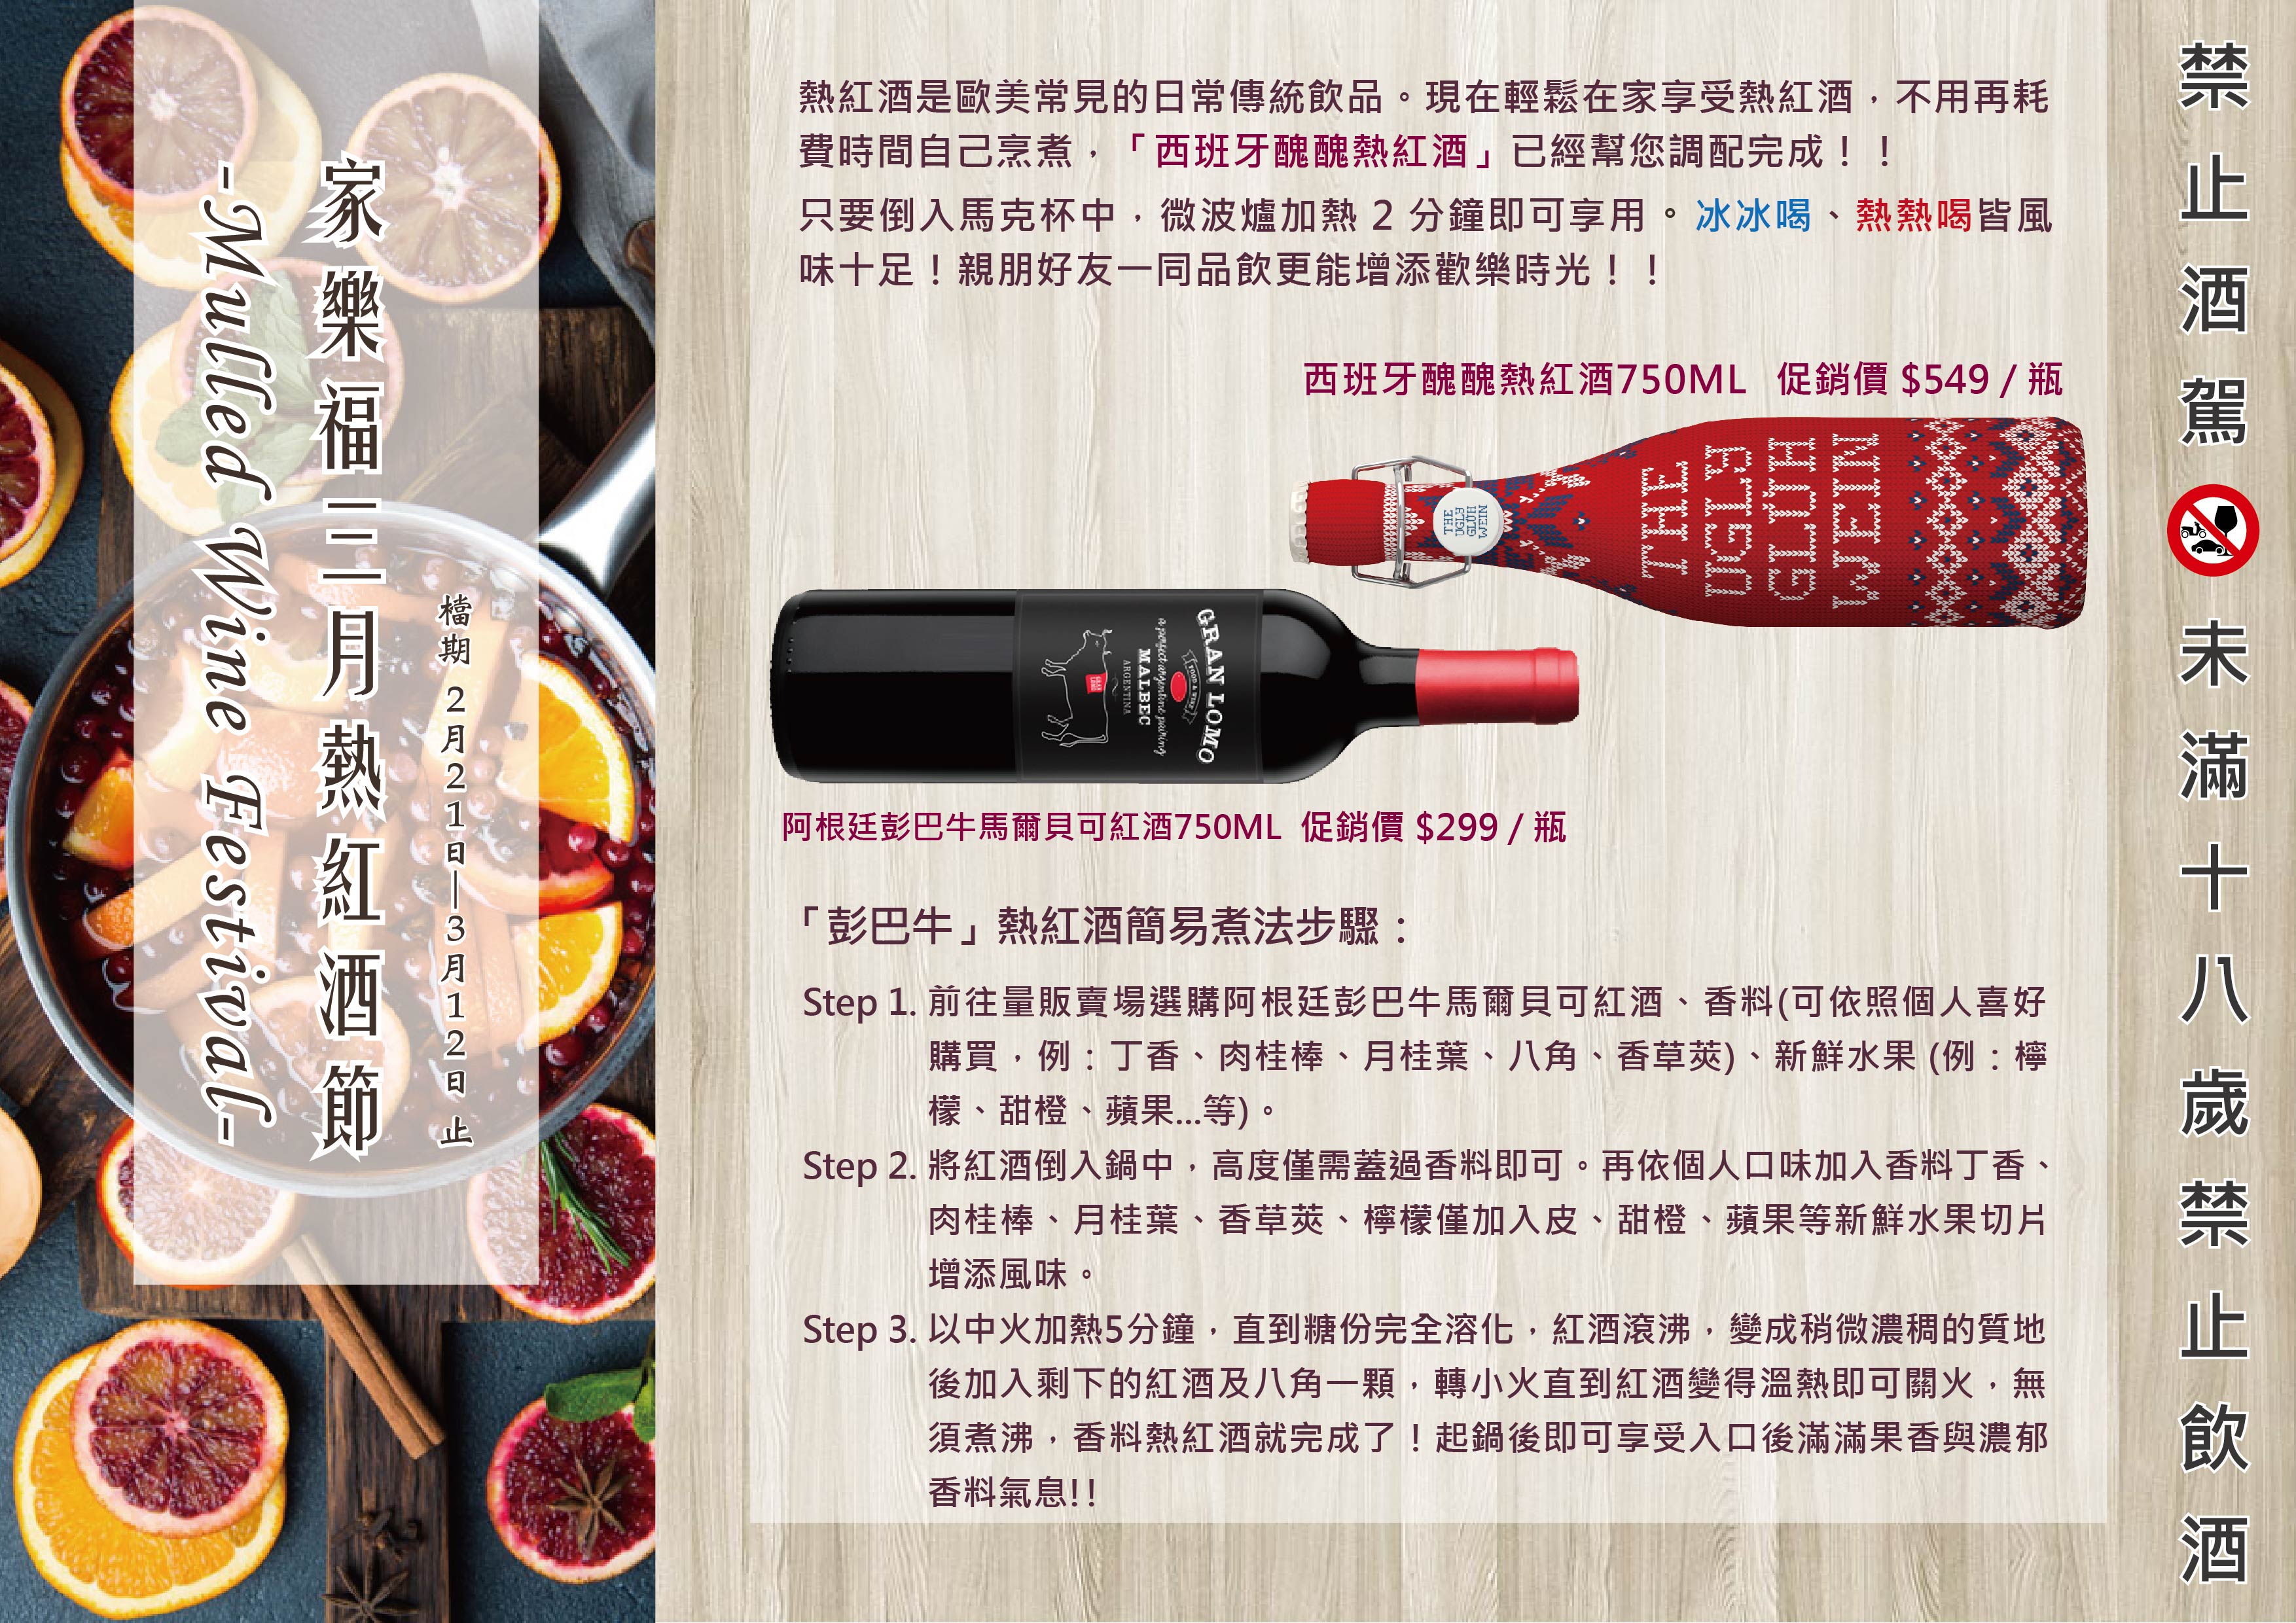 家樂福三月熱紅酒節
-Mulled Wine Festival-
檔期 2月21日—3月12日止
熱紅酒是歐美常見的日常傳統飲品。現在輕鬆在家享受熱紅酒，不用再耗
費時間自己烹煮，「西班牙醜醜熱紅酒」已經幫您調配完成！！
只要倒入馬克杯中，微波爐加熱 2 分鐘即可享用。冰冰喝、熱熱喝皆風
味十足！親朋好友一同品飲更能增添歡樂時光！！
西班牙醜醜熱紅酒750ML 促銷價 $549 / 瓶
THE
UGLY
GLÜH
WEIN
THE
UGLY
GLÜH
WEIN
GRAN LOMO
FOOD & WINE
a perfect argentine pairing
MALBEC
ARGENTINA
GRAN
LOMO
阿根廷彭巴牛馬爾貝可紅酒750ML 促銷價 $299 / 瓶
「彭巴牛」熱紅酒簡易煮法步驟：
Step 1. 前往量販賣場選購阿根廷彭巴牛馬爾貝可紅酒、香料(可依照個人喜好
購買，例：丁香、肉桂棒、月桂葉、八角、香草莢)、新鮮水果 (例：檸
檬、甜橙、蘋果...等)。
Step 2. 將紅酒倒入鍋中，高度僅需蓋過香料即可。再依個人口味加入香料丁香、
肉桂棒、月桂葉、香草莢、檸檬僅加入皮、甜橙、蘋果等新鮮水果切片
增添風味。
Step 3. 以中火加熱5分鐘，直到糖份完全溶化，紅酒滾沸，變成稍微濃稠的質地
後加入剩下的紅酒及八角一顆，轉小火直到紅酒變得溫熱即可關火，無
須煮沸，香料熱紅酒就完成了！起鍋後即可享受入口後滿滿果香與濃郁
香料氣息!!
禁止酒駕 未滿十八歲禁止飲酒